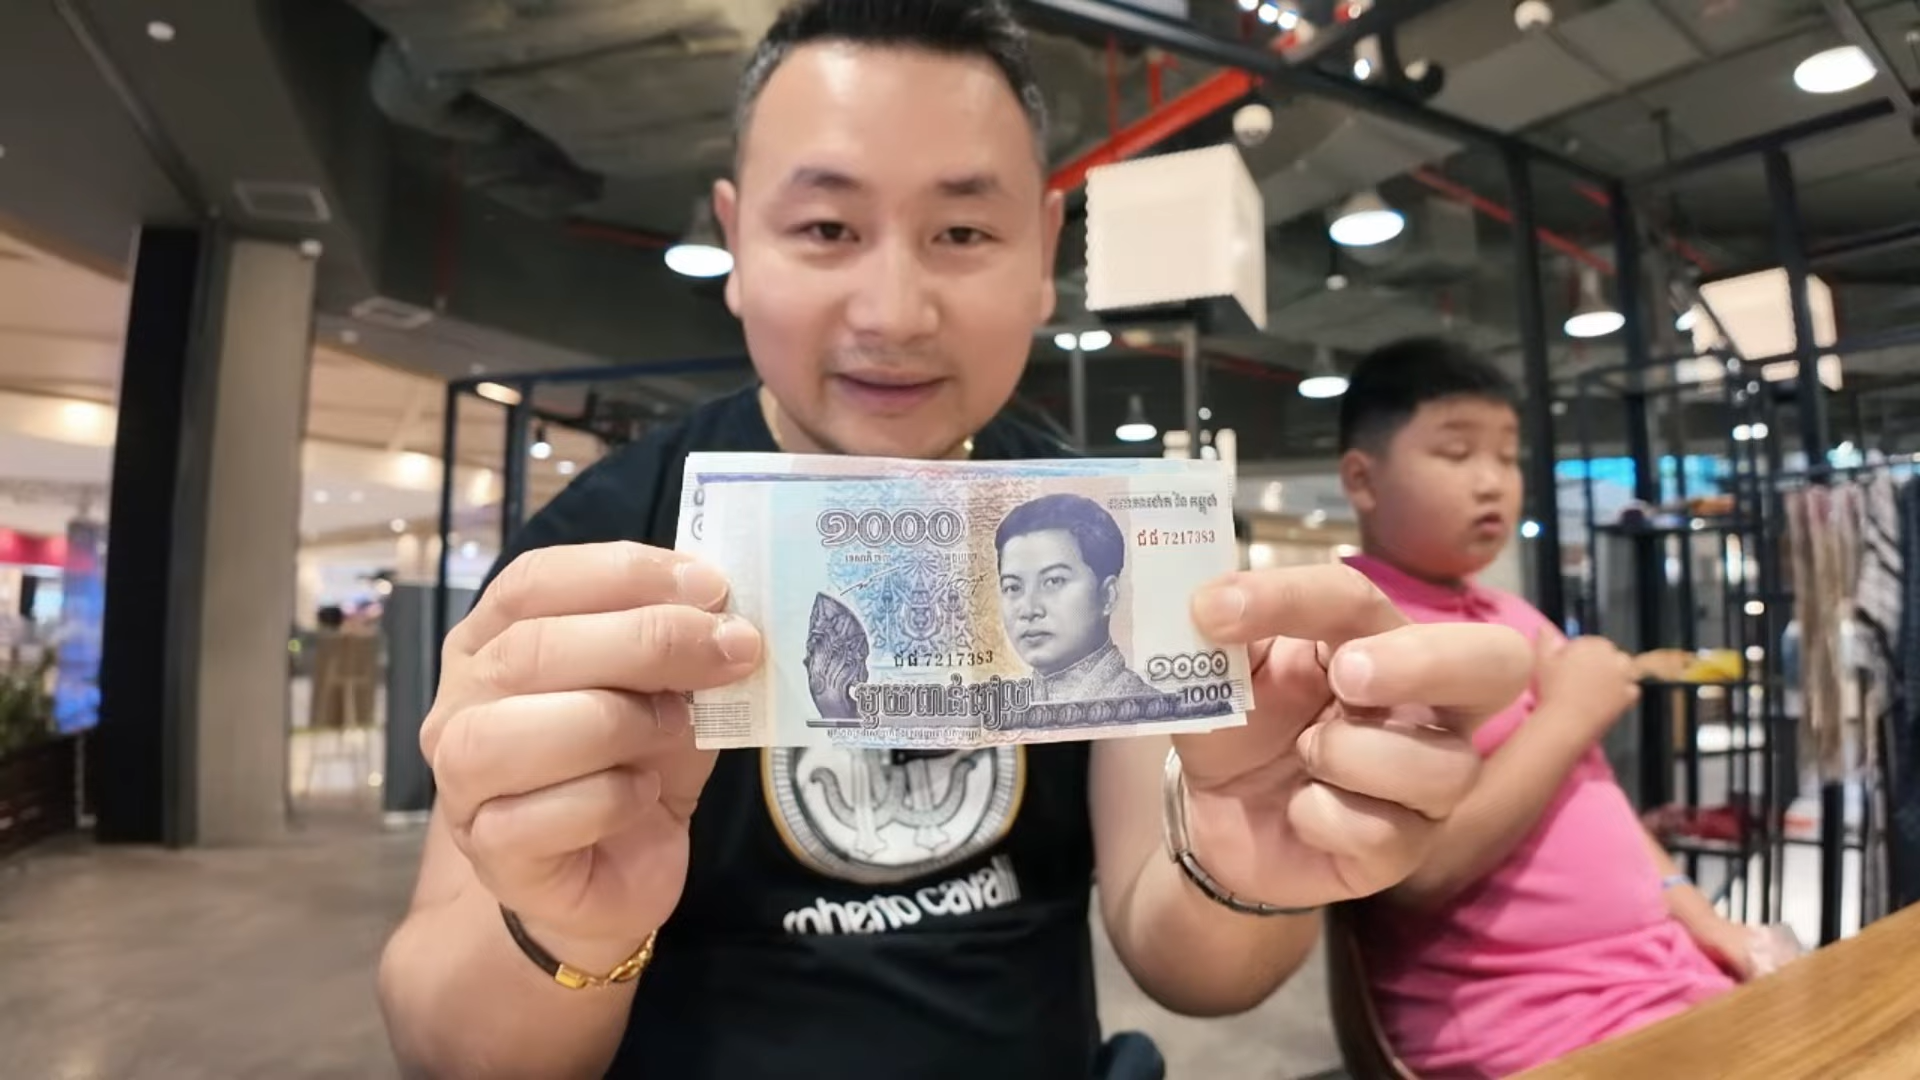 ១០០០
ធនាគារជាតិ នៃ កម្ពុជា
ជជ 7217383
ជជ 7217383
១០០០
1000
មួយពាន់រៀល
roberto cavalli